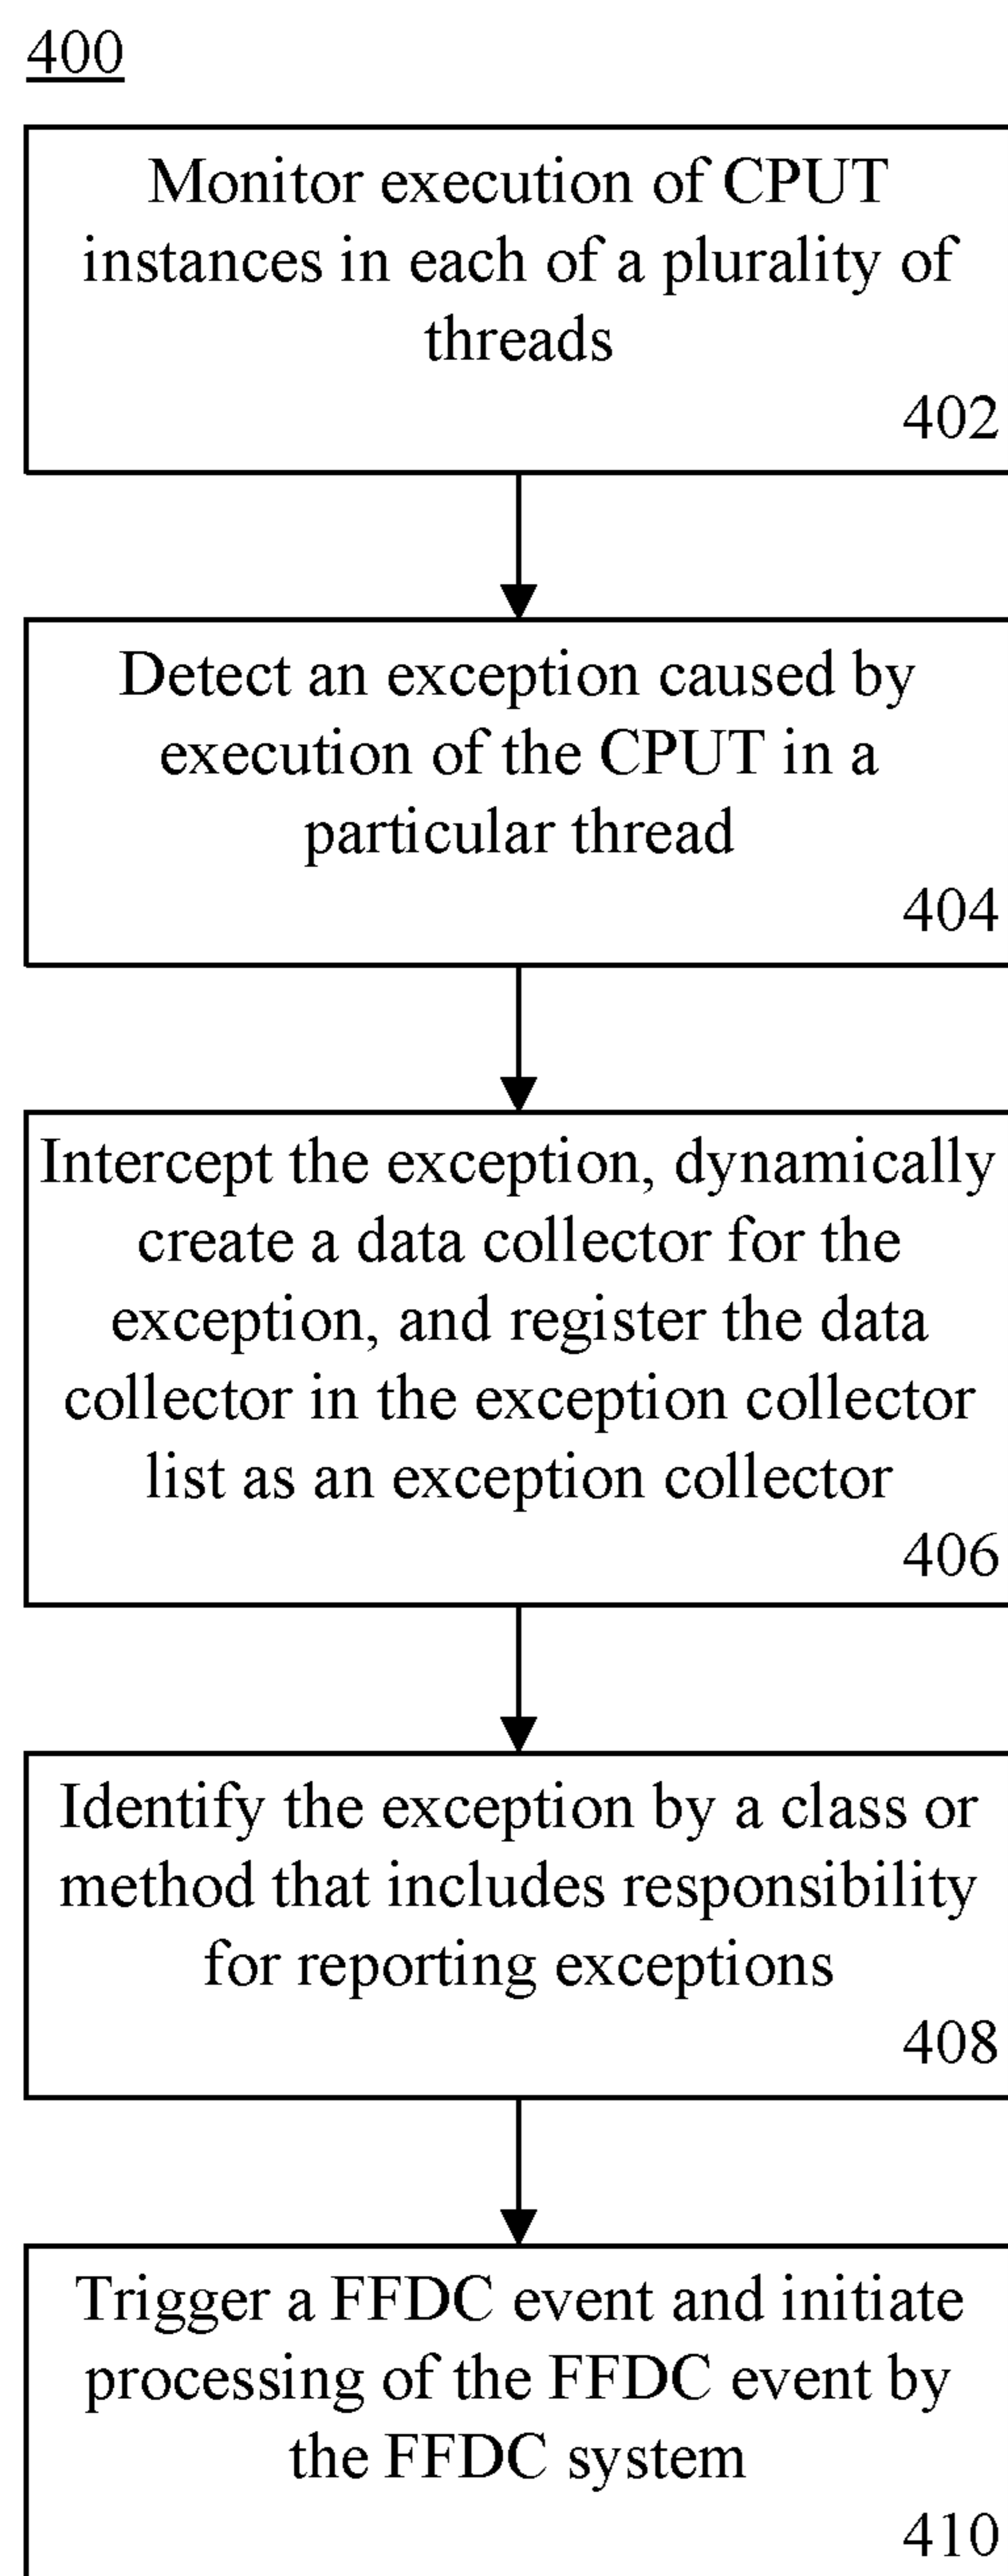 400
Monitor execution of CPUT
instances in each of a plurality of
threads
402
Detect an exception caused by
execution of the CPUT in a
particular thread
404
Intercept the exception, dynamically
create a data collector for the
exception, and register the data
collector in the exception collector
list as an exception collector
406
Identify the exception by a class or
method that includes responsibility
for reporting exceptions
408
Trigger a FFDC event and initiate
processing of the FFDC event by
the FFDC system
410